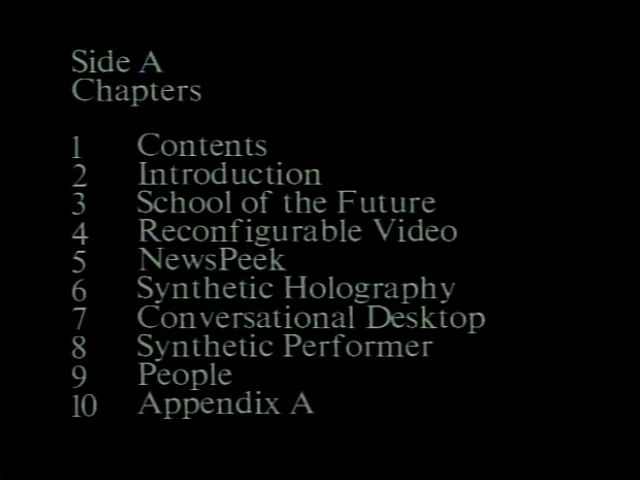 Side A
Chapters
1 Contents
2 Introduction
3 School of the Future
4 Reconfigurable Video
5 NewsPeek
6 Synthetic Holography
7 Conversational Desktop
8 Synthetic Performer
9 People
10 Appendix A